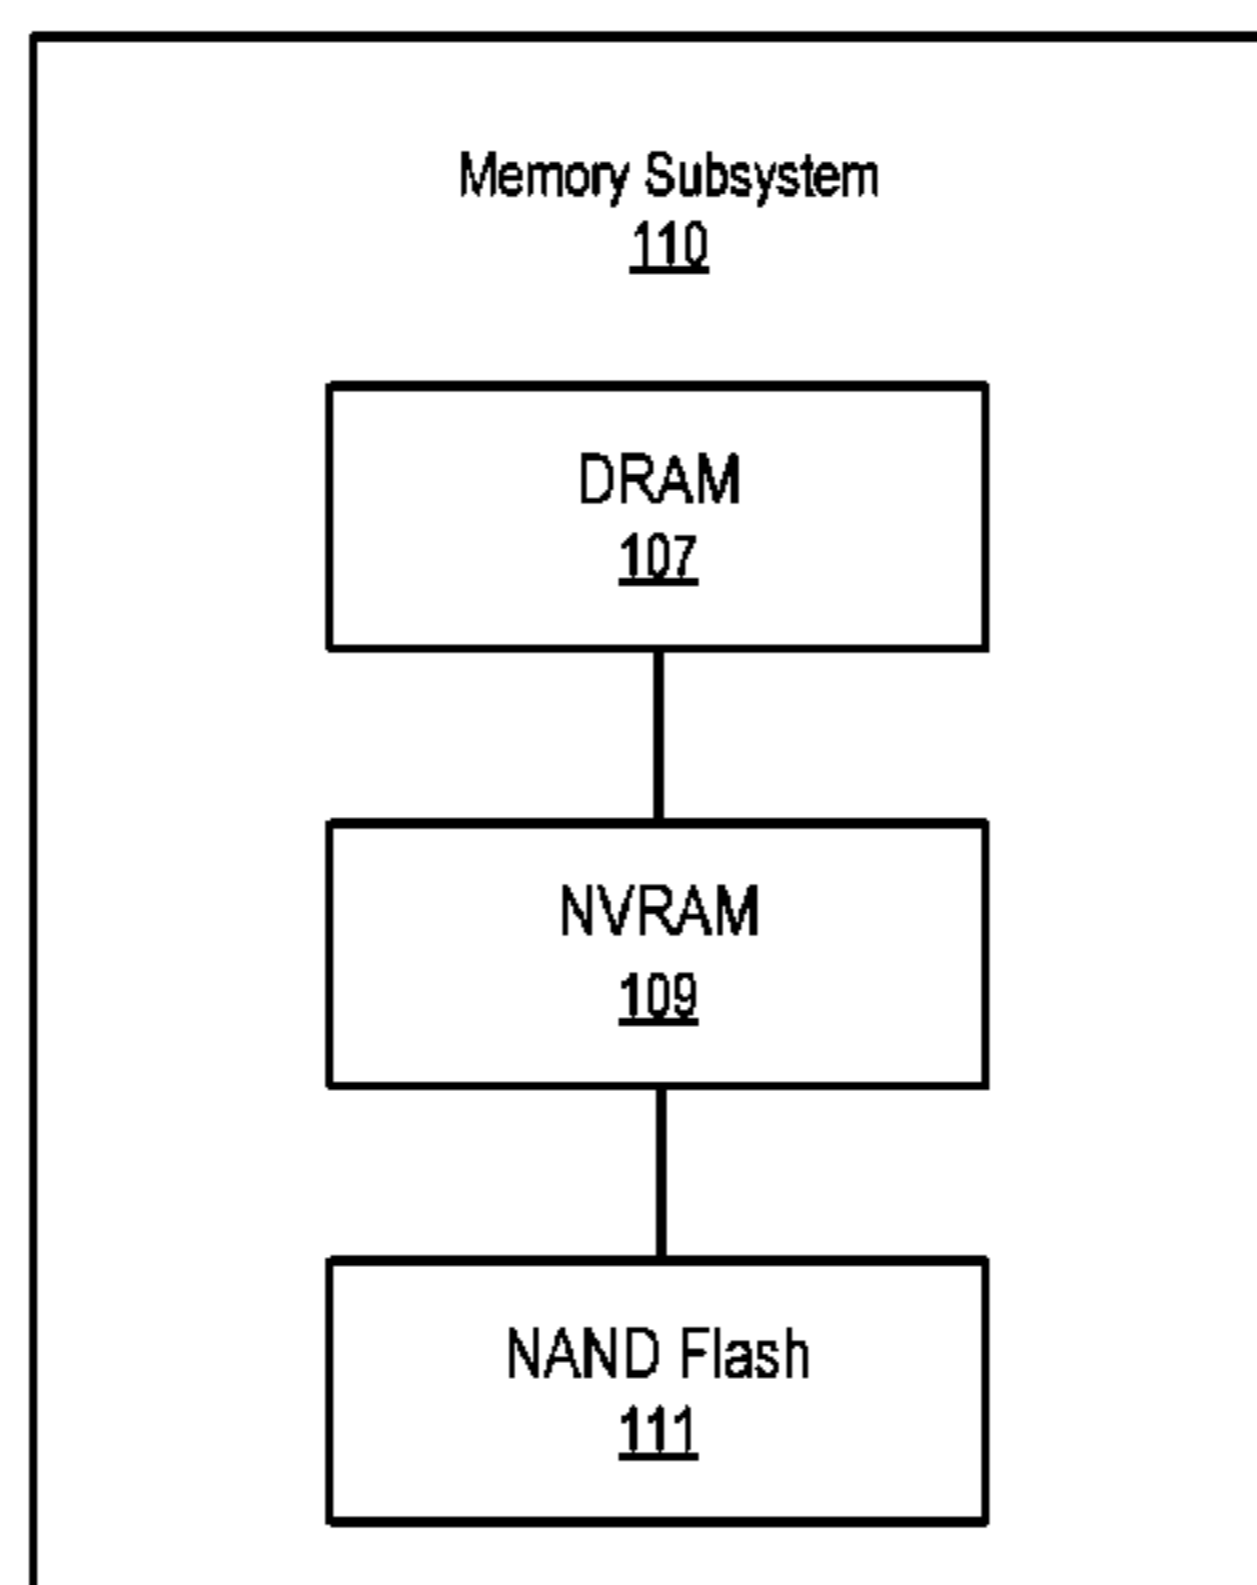 Memory Subsystem
110
DRAM
107
NVRAM
109
NAND Flash
111